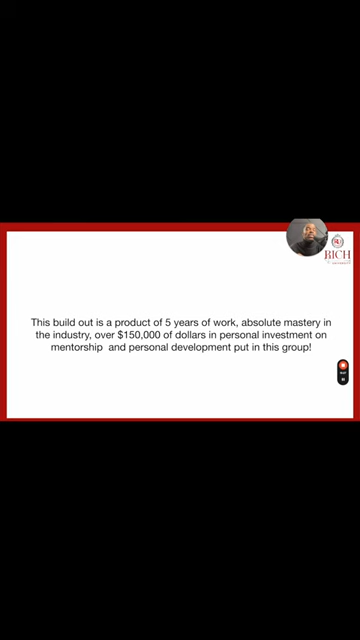 RICH
This build out is a product of 5 years of work, absolute mastery in
the industry, over $150,000 of dollars in personal investment on
mentorship and personal development put in this group!